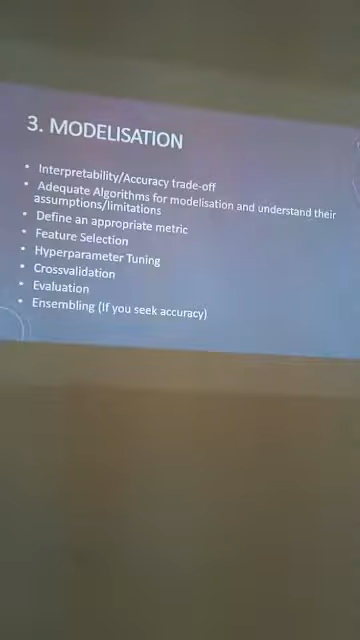 3. MODELISATION
• Interpretability/Accuracy trade-off
• Adequate Algorithms for modelisation and understand their
assumptions/limitations
• Define an appropriate metric
• Feature Selection
• Hyperparameter Tuning
• Crossvalidation
• Evaluation
• Ensembling (If you seek accuracy)